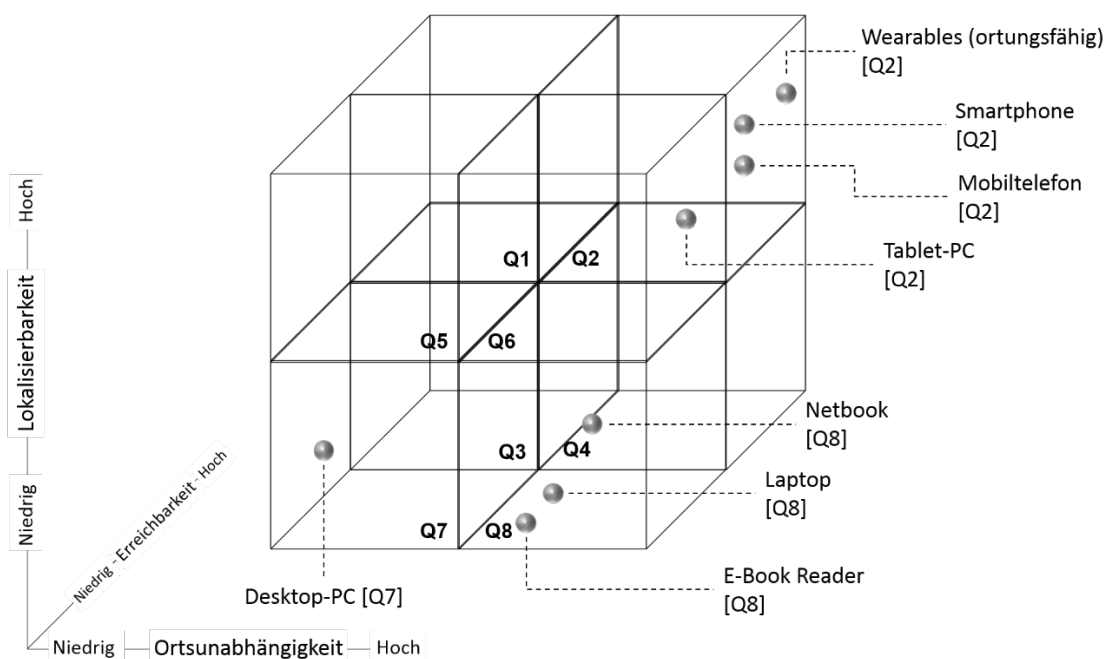 Wearables (ortungsfähig)
[Q2]
Smartphone
[Q2]
Mobiltelefon
[Q2]
Tablet-PC
[Q2]
Q1
Q2
Q5
Q6
Netbook
[Q8]
Q3
Q4
Laptop
[Q8]
Q7
Q8
E-Book Reader
[Q8]
Desktop-PC [Q7]
Hoch
Lokalisierbarkeit
Niedrig
Niedrig - Erreichbarkeit - Hoch
Niedrig
Ortsunabhängigkeit
Hoch